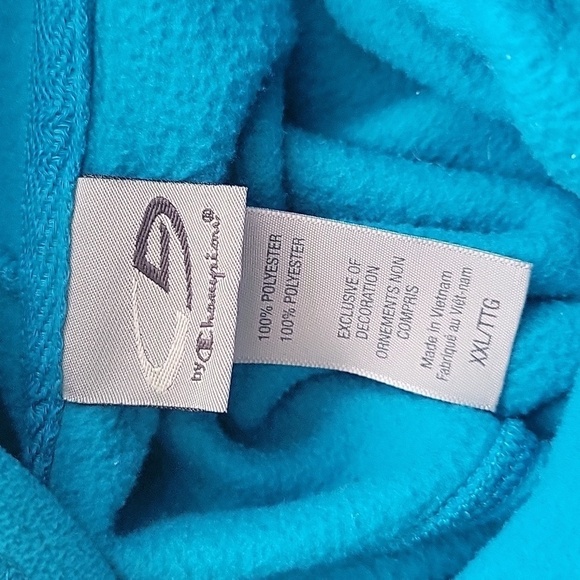 by Champion®
100% POLYESTER
100% POLYESTER
EXCLUSIVE OF
DECORATION
ORNEMENTS NON
COMPRIS
Made in Vietnam
Fabriqué au Việt-nam
XXL/TTG